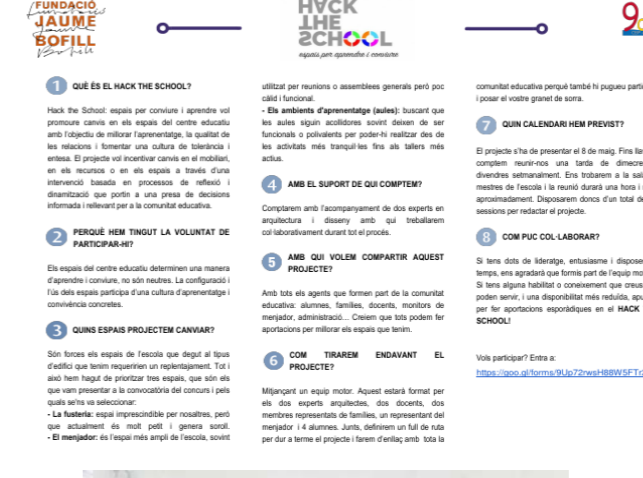 FUNDACIÓ
JAUME
BOFILL
HACK
THE
SCHOOL
espais per aprendre i conviure
1 QUÈ ÉS EL HACK THE SCHOOL?
Hack the School: espais per conviure i aprendre vol
promoure canvis en els espais del centre educatiu
amb l'objectiu de millorar l'aprenentatge, la qualitat de
les relacions i fomentar una cultura de tolerància i
entesa. El projecte vol incentivar canvis en el mobiliari,
en els recursos o en els espais a través d'una
intervenció basada en processos de reflexió i
dinamització que portin a una presa de decisions
informada i rellevant per a la comunitat educativa.
2 PERQUÈ HEM TINGUT LA VOLUNTAT DE
PARTICIPAR-HI?
Els espais del centre educatiu determinen una manera
d'aprendre i conviure, no són neutres. La configuració i
l'ús dels espais participa d'una cultura d'aprenentatge i
convivència concretes.
3 QUINS ESPAIS PROJECTEM CANVIAR?
Són forces els espais de l'escola que degut al tipus
d'edifici que tenim requeririen un replentajament. Tot i
això hem hagut de prioritzar tres espais, que són els
que vam presentar a la convocatòria del concurs i pels
quals se'ns va seleccionar:
- La fusteria: espai imprescindible per nosaltres, però
que actualment és molt petit i genera soroll.
- El menjador: és l'espai més ampli de l'escola, sovint
utilitzat per reunions o assemblees generals però poc
càlid i funcional.
- Els ambients d'aprenentatge (aules): buscant que
les aules siguin acollidores sovint deixen de ser
funcionals o polivalents per poder-hi realitzar des de
les activitats més tranquil·les fins als tallers més
actius.
4 AMB EL SUPORT DE QUI COMPTEM?
Comptarem amb l'acompanyament de dos experts en
arquitectura i disseny amb qui treballarem
col·laborativament durant tot el procés.
5 AMB QUI VOLEM COMPARTIR AQUEST
PROJECTE?
Amb tots els agents que formen part de la comunitat
educativa: alumnes, famílies, docents, monitors de
menjador, administració... Creiem que tots podem fer
aportacions per millorar els espais que tenim.
6 COM TIRAREM ENDAVANT EL
PROJECTE?
Mitjançant un equip motor. Aquest estarà format per
els dos experts arquitectes, dos docents, dos
membres representats de famílies, un representant del
menjador i 4 alumnes. Junts, definirem un full de ruta
per dur a terme el projecte i farem d'enllaç amb tota la
comunitat educativa perquè també hi pugueu parti
i posar el vostre granet de sorra.
7 QUIN CALENDARI HEM PREVIST?
El projecte s'ha de presentar el 8 de maig. Fins lla
comptem reunir-nos una tarda de dimecre
divendres setmanalment. Ens trobarem a la sala
mestres de l'escola i la reunió durarà una hora i
aproximadament. Disposarem doncs d'un total de
sessions per redactar el projecte.
8 COM PUC COL·LABORAR?
Si tens dots de lideratge, entusiasme i dispose
temps, ens agradarà que formis part de l'equip mo
Si tens alguna habilitat o coneixement que creus
poden servir, i una disponibilitat més reduïda, apu
per fer aportacions esporàdiques en el HACK
SCHOOL!
Vols participar? Entra a:
https://goo.gl/forms/9Up72rwsH88W5FTr